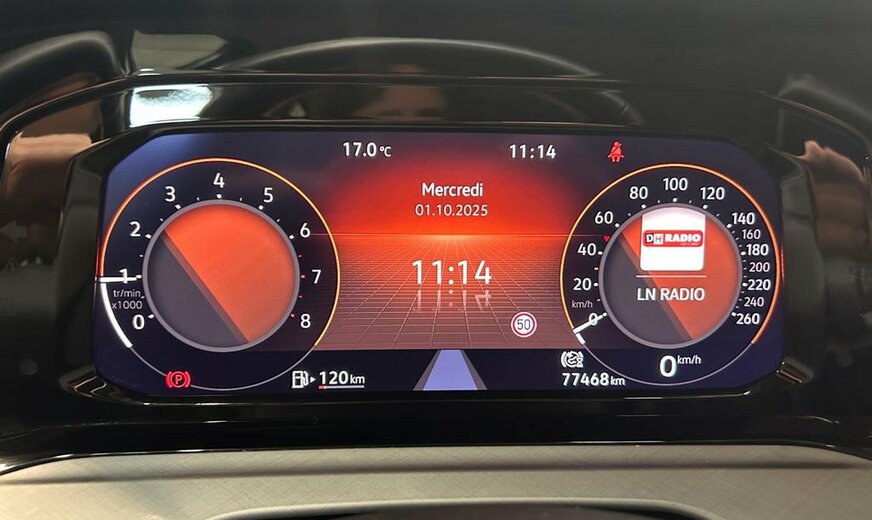 17.0 °C
11:14
Mercredi
01.10.2025
11:14
50
0
1
2
3
4
5
6
7
8
tr/min
x1000
0
20
40
60
80
100
120
140
160
180
200
220
240
260
km/h
DH RADIO
LN RADIO
0 km/h
P
120 km
77468 km